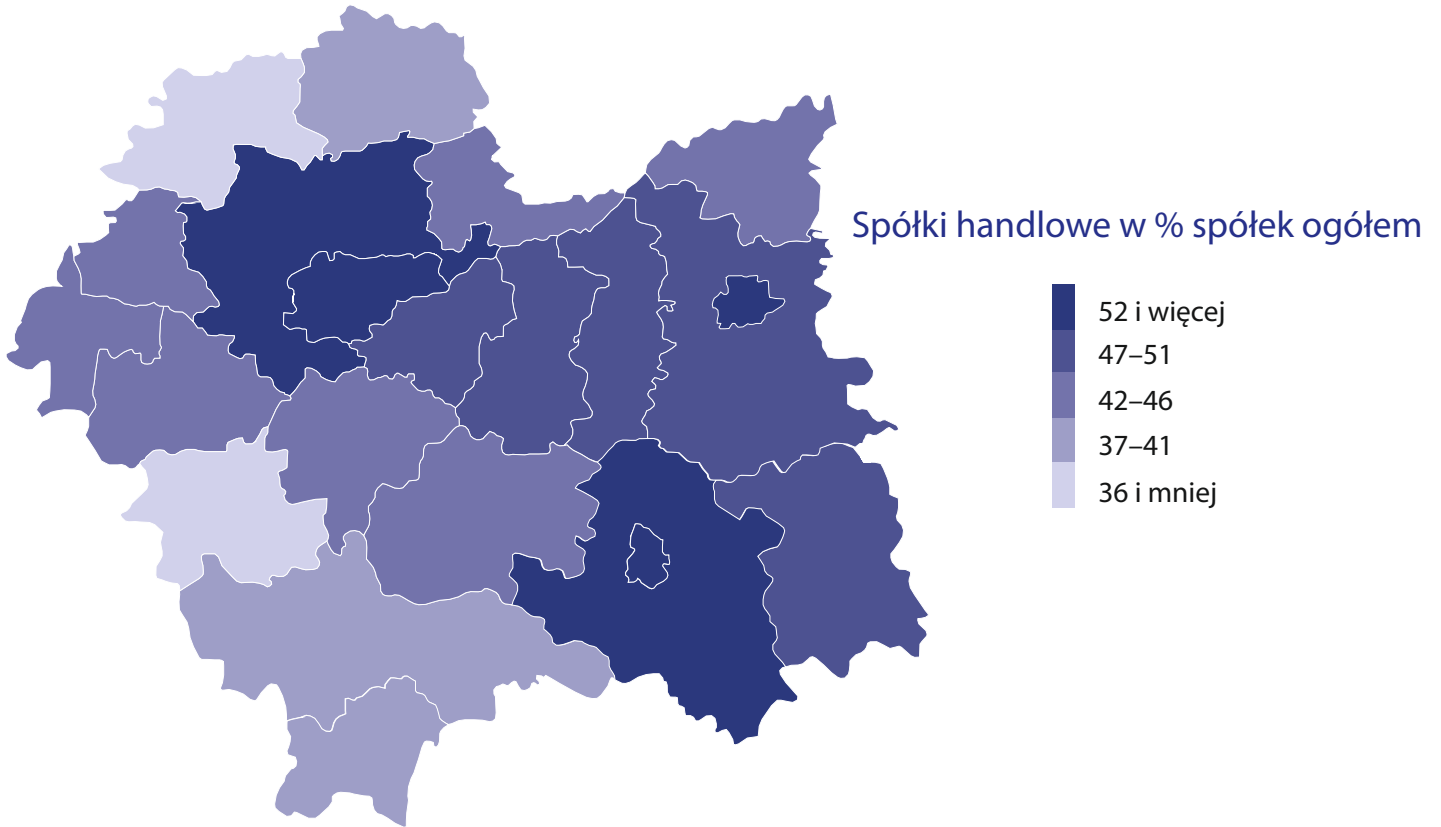 Spółki handlowe w % spółek ogółem
52 i więcej
47–51
42–46
37–41
36 i mniej